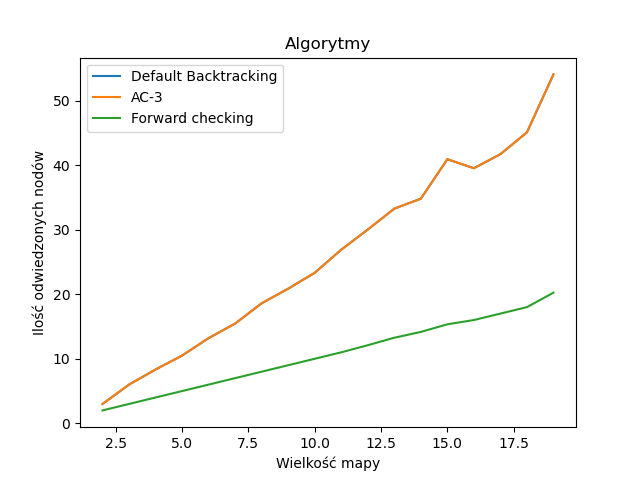 Algorytmy
Default Backtracking
AC-3
Forward checking
Ilość odwiedzonych nodów
50
40
30
20
10
0
2.5 5.0 7.5 10.0 12.5 15.0 17.5
Wielkość mapy